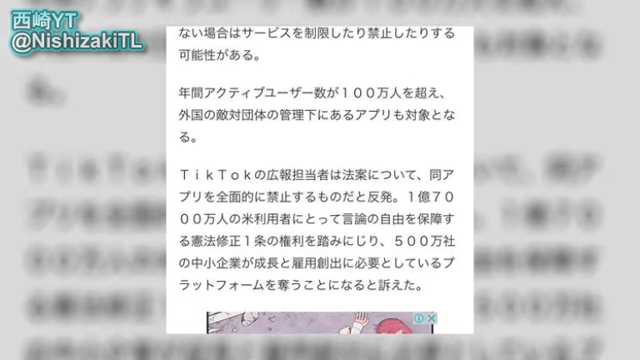 西崎YT
@NishizakiTL
ない場合はサービスを制限したり禁止したりする
可能性がある。
年間アクティブユーザー数が１００万人を超え、
外国の敵対団体の管理下にあるアプリも対象とな
る。
ＴｉｋＴｏｋの広報担当者は法案について、同ア
プリを全面的に禁止するものだと反発。１億７０
００万人の米利用者にとって言論の自由を保障す
る憲法修正１条の権利を踏みにじり、５００万社
の中小企業が成長と雇用創出に必要としているプ
ラットフォームを奪うことになると訴えた。